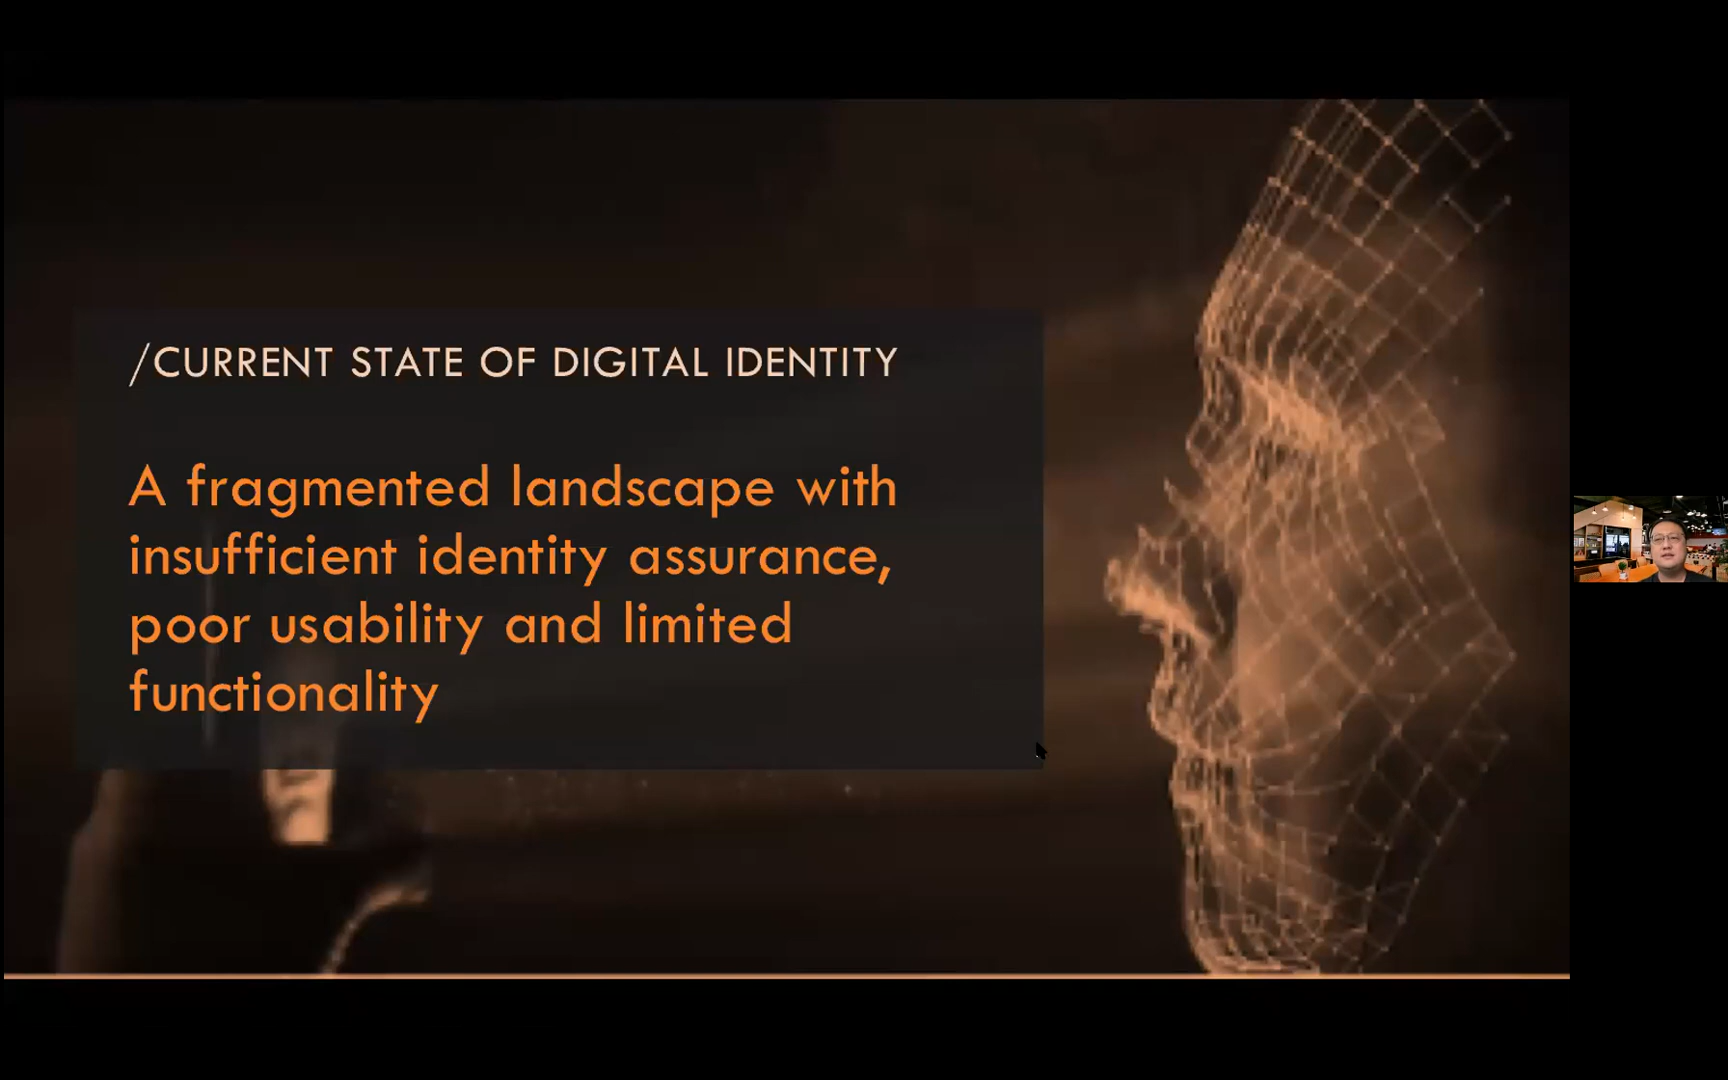 /CURRENT STATE OF DIGITAL IDENTITY
A fragmented landscape with
insufficient identity assurance,
poor usability and limited
functionality